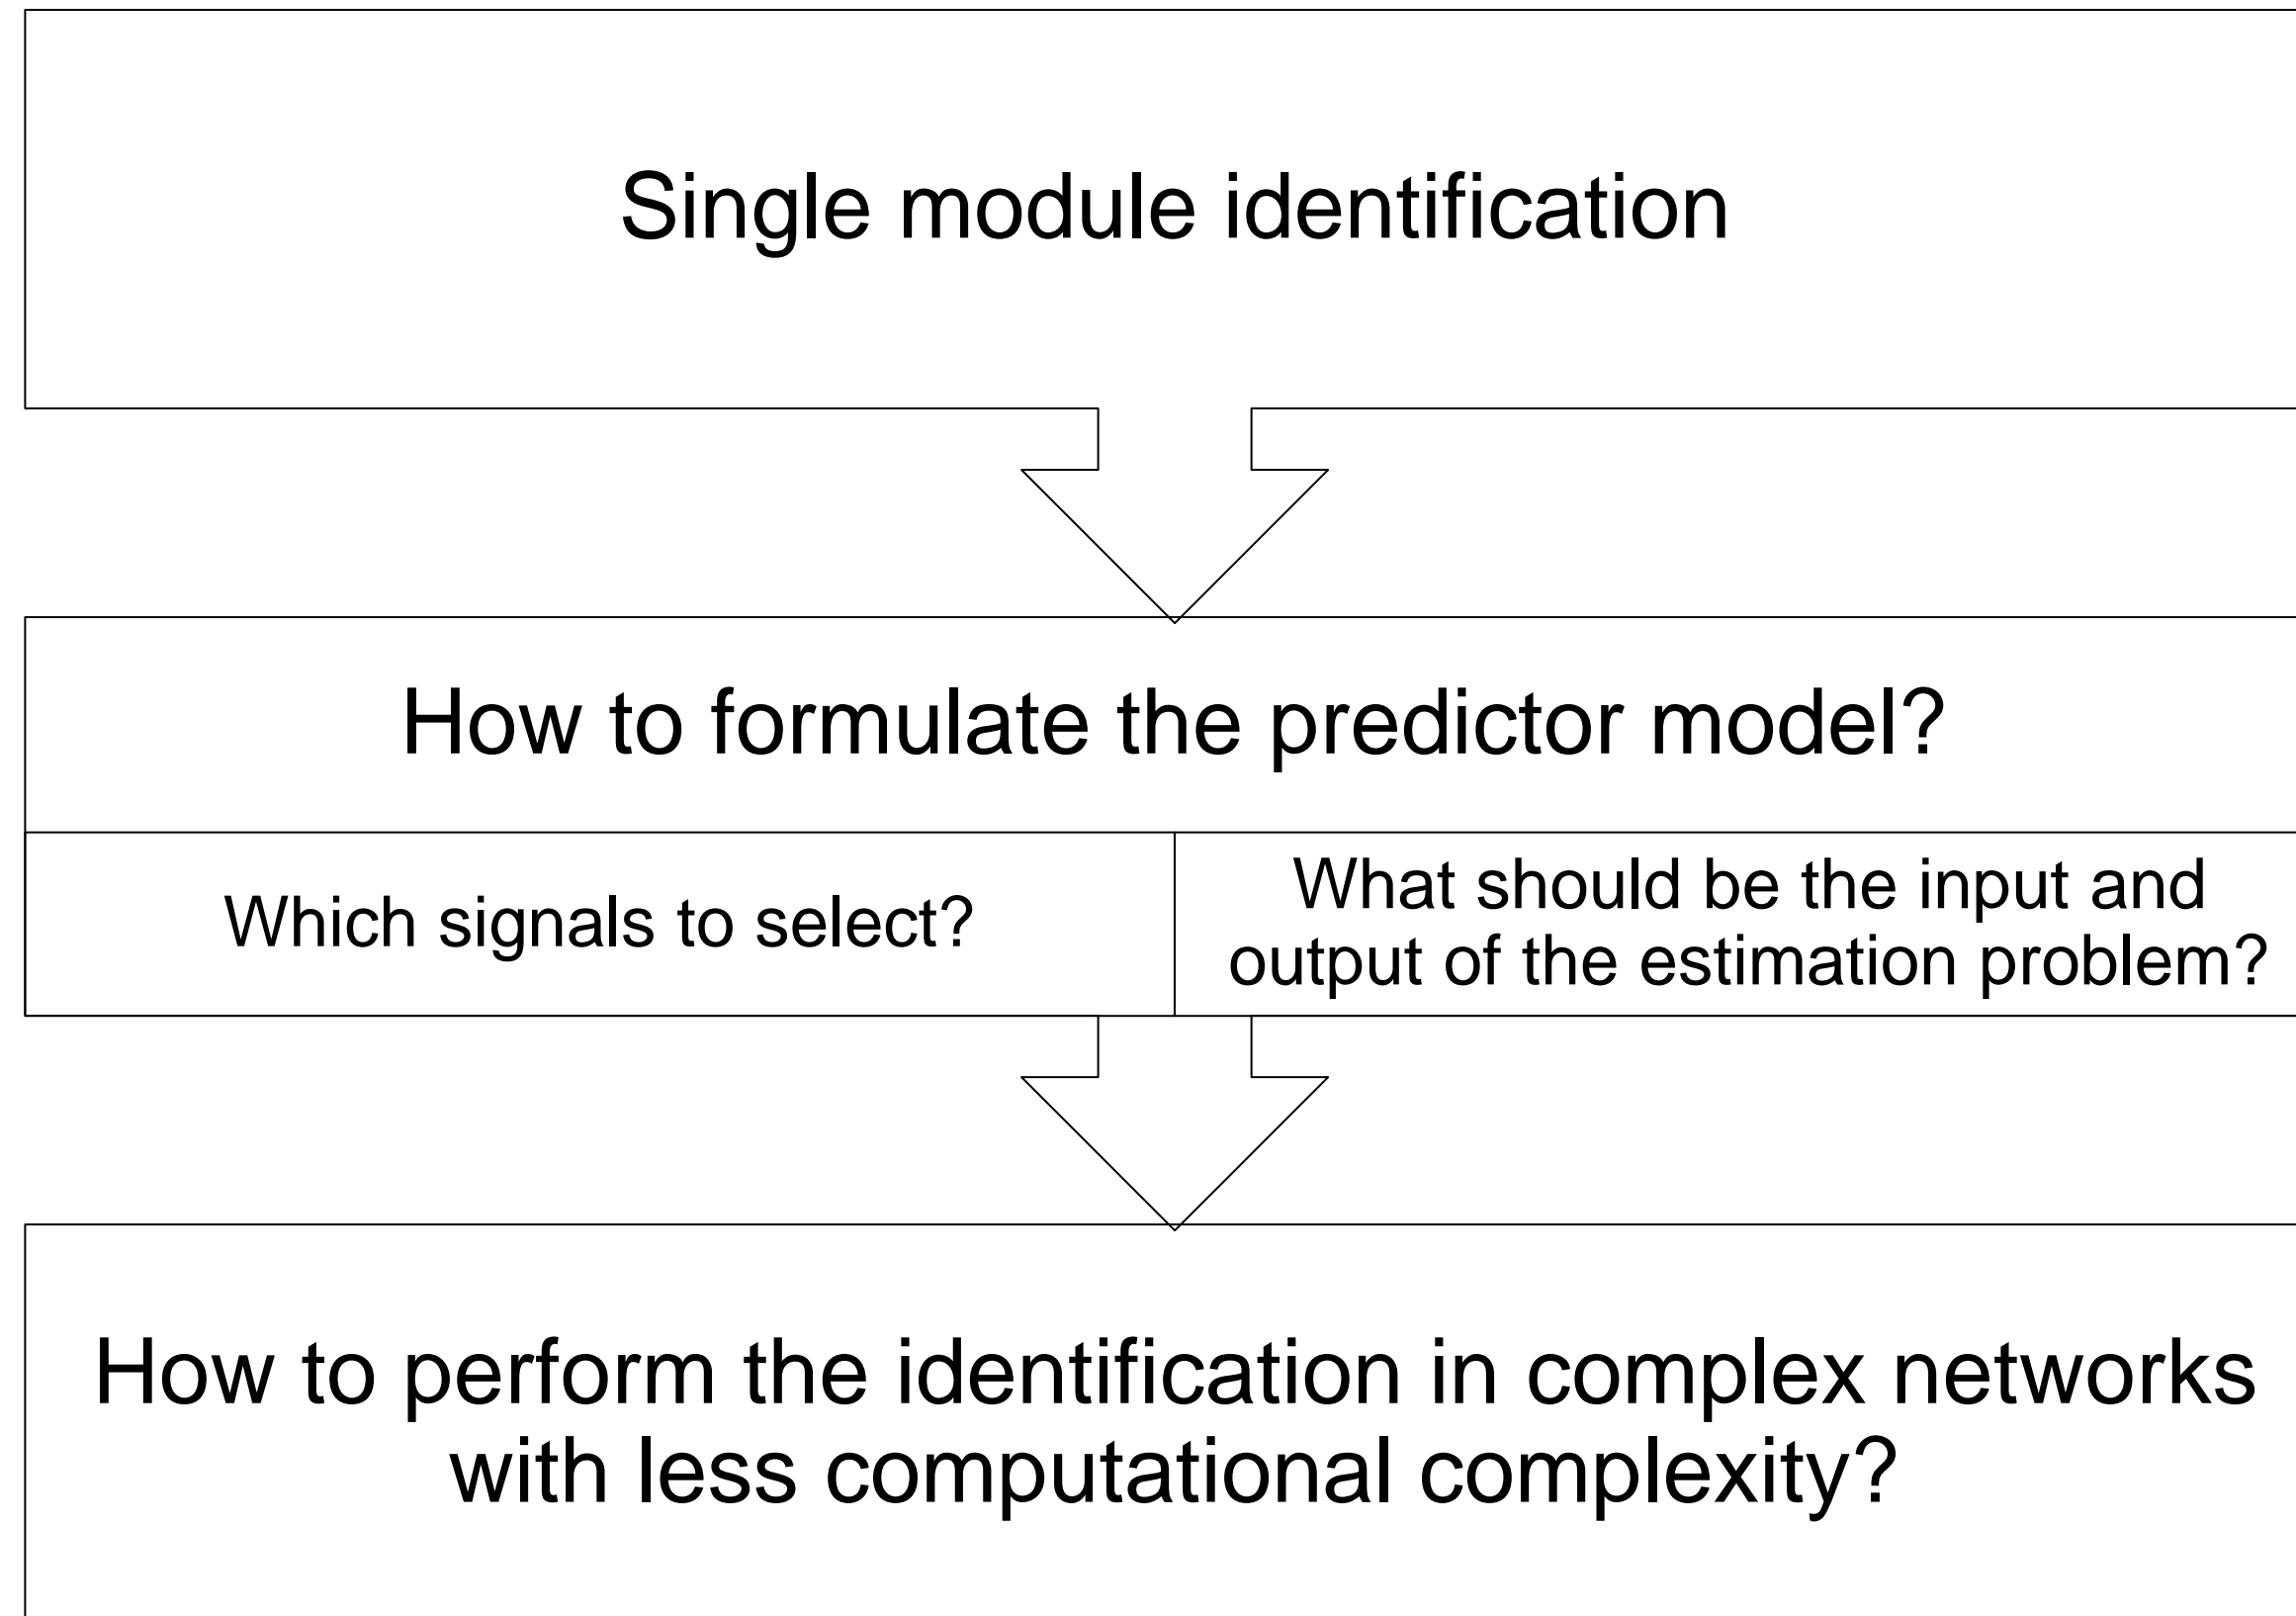 Single module identification
How to formulate the predictor model?
Which signals to select?
What should be the input and
output of the estimation problem?
How to perform the identification in complex networks
with less computational complexity?